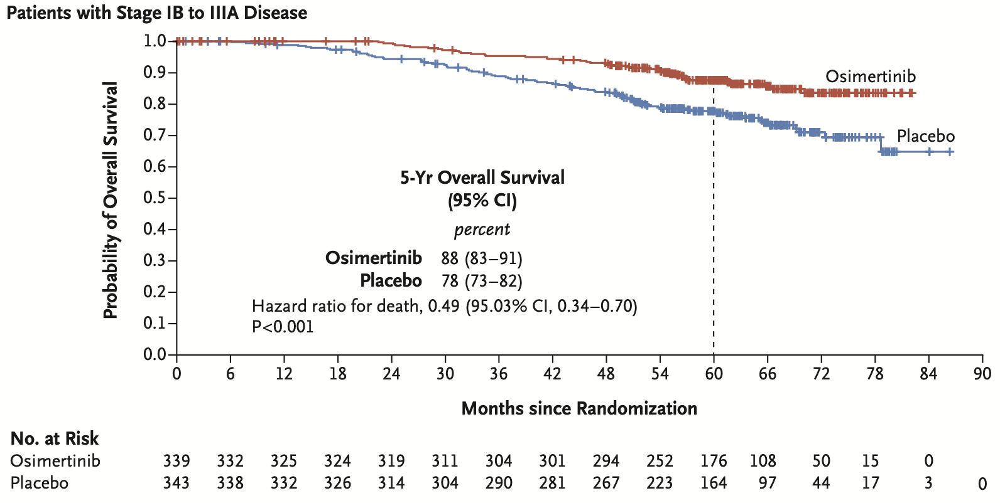 Patients with Stage IB to IIIA Disease
Probability of Overall Survival
1.0
0.9
0.8
0.7
0.6
0.5
0.4
0.3
0.2
0.1
0.0
Osimertinib
Placebo
5-Yr Overall Survival
(95% CI)
percent
Osimertinib 88 (83–91)
Placebo 78 (73–82)
Hazard ratio for death, 0.49 (95.03% CI, 0.34–0.70)
P<0.001
0 6 12 18 24 30 36 42 48 54 60 66 72 78 84 90
Months since Randomization
No. at Risk
Osimertinib 339 332 325 324 319 311 304 301 294 252 176 108 50 15 0
Placebo 343 338 332 326 314 304 290 281 267 223 164 97 44 17 3 0